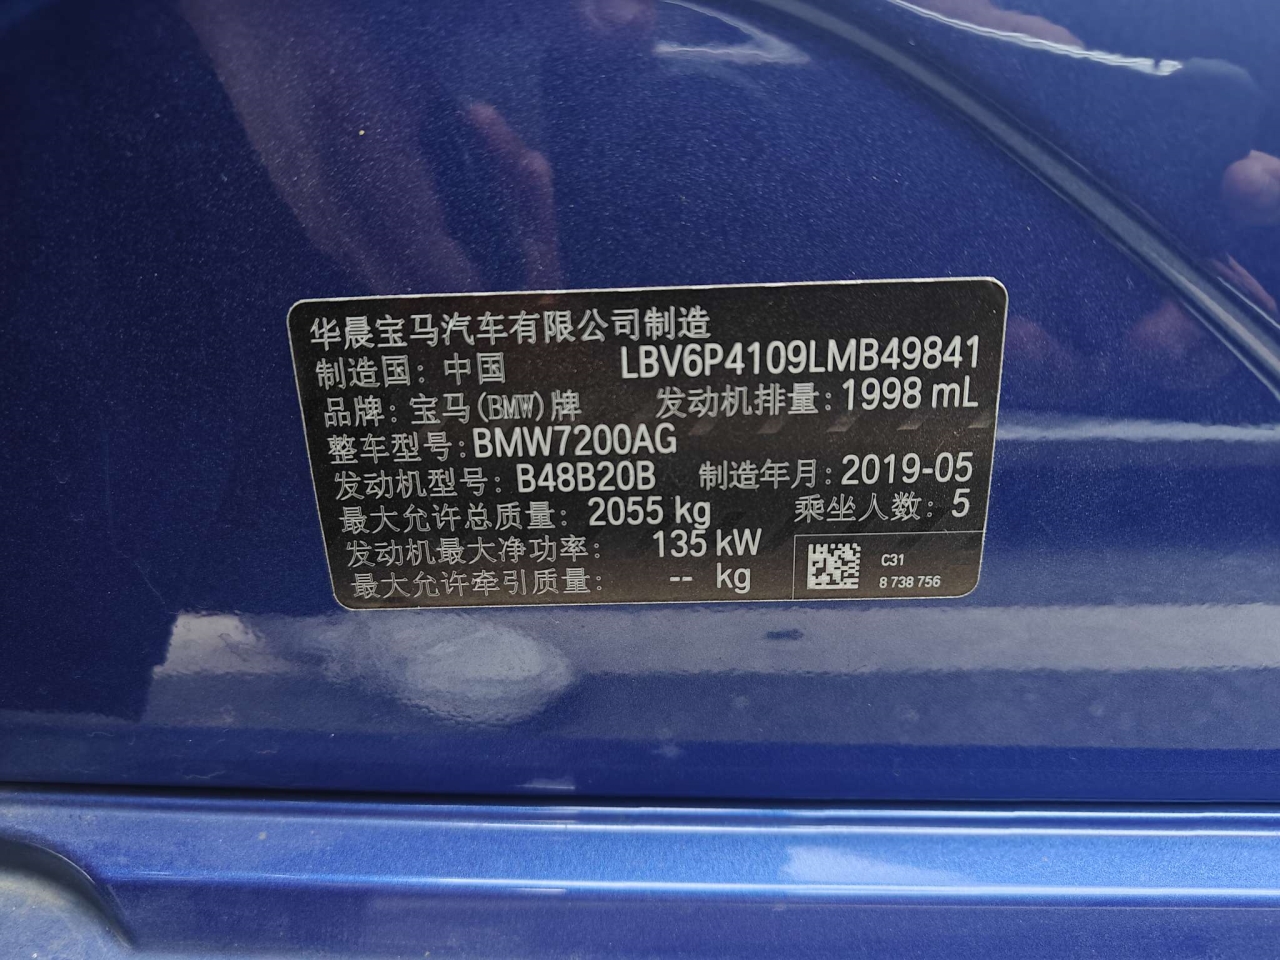 华晨宝马汽车有限公司制造
制造国：中国 LBV6P4109LMB49841
品牌：宝马(BMW)牌 发动机排量：1998 mL
整车型号：BMW7200AG
发动机型号：B48B20B 制造年月：2019-05
最大允许总质量：2055 kg 乘坐人数：5
发动机最大净功率：135 kW
最大允许牵引质量：-- kg
C31
8 738 756